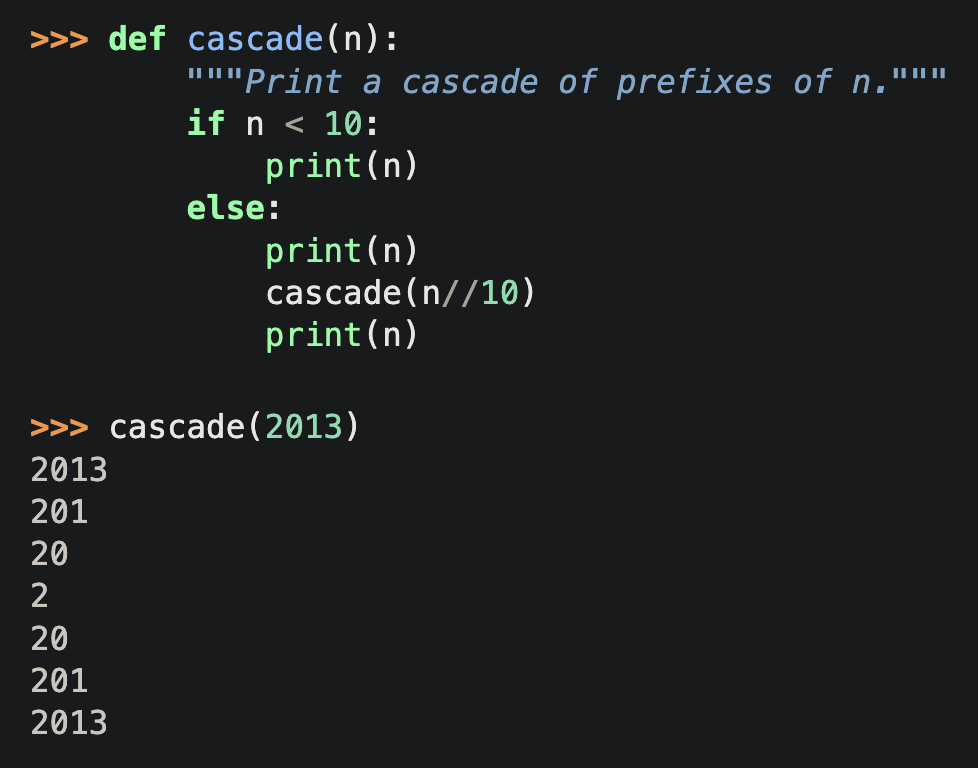 >>> def cascade(n):
        """Print a cascade of prefixes of n."""
        if n < 10:
            print(n)
        else:
            print(n)
            cascade(n//10)
            print(n)
>>> cascade(2013)
2013
201
20
2
20
201
2013